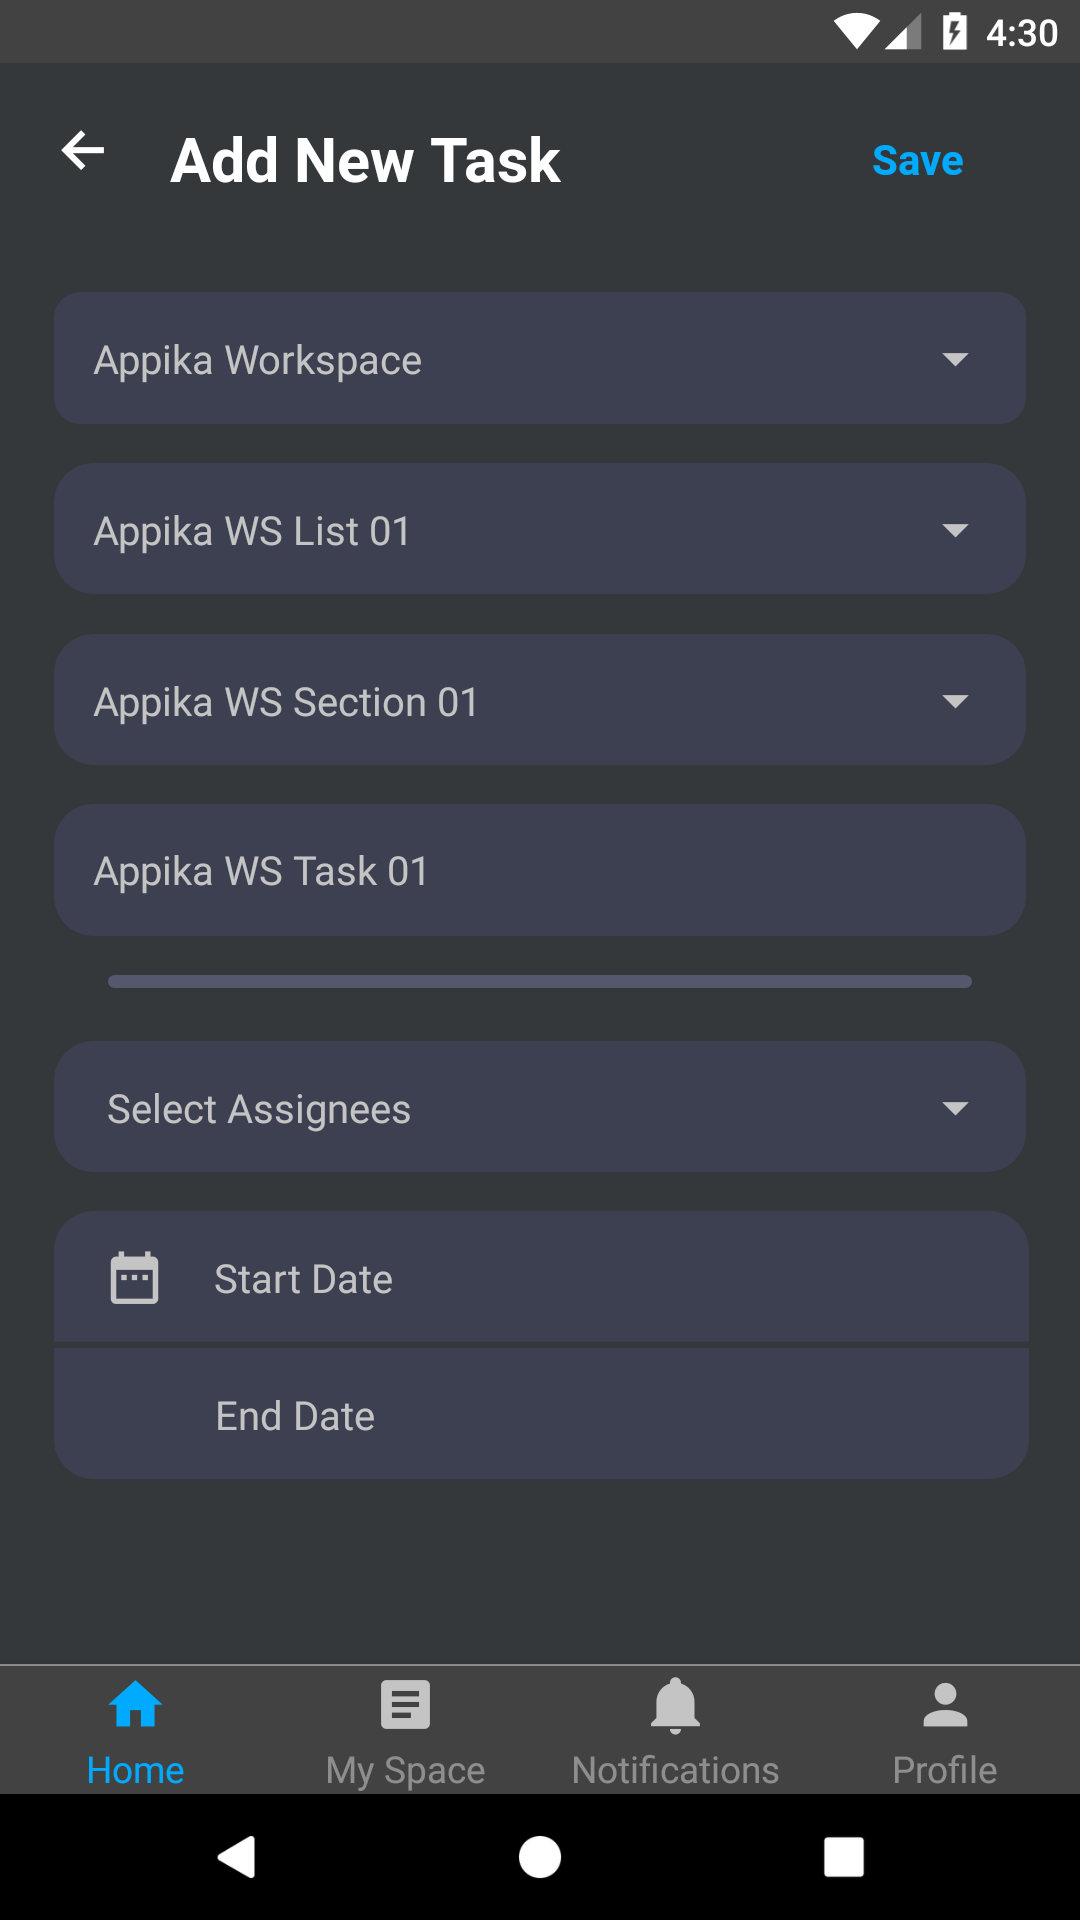 4:30
Add New Task
Save
Appika Workspace
Appika WS List 01
Appika WS Section 01
Appika WS Task 01
Select Assignees
Start Date
End Date
Home
My Space
Notifications
Profile